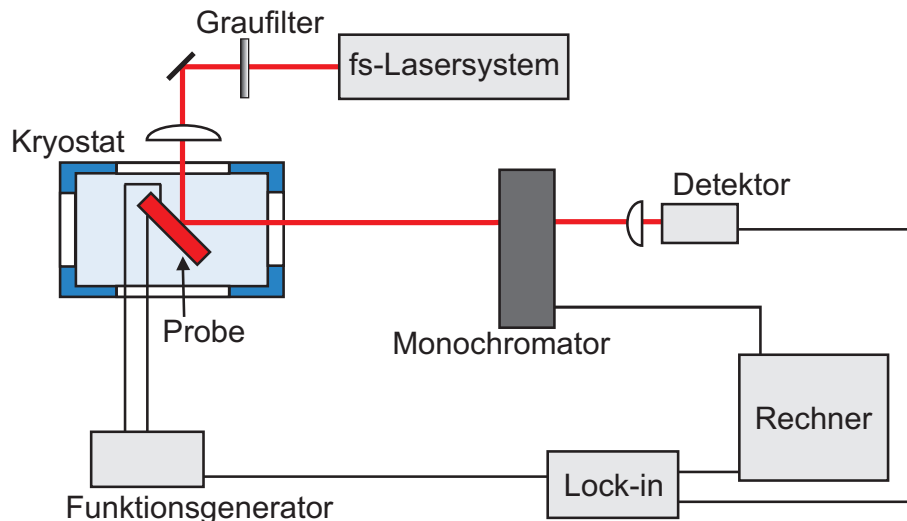 Graufilter
fs-Lasersystem
Kryostat
Detektor
Probe
Monochromator
Rechner
Lock-in
Funktionsgenerator